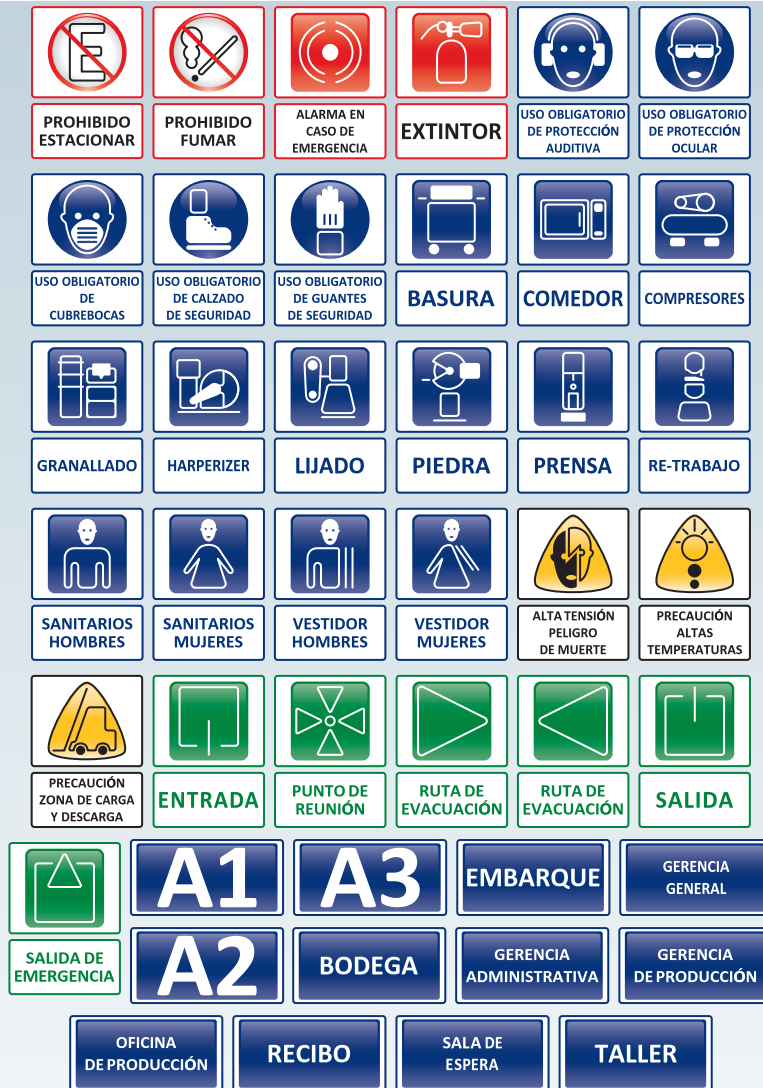 E
PROHIBIDO
ESTACIONAR
PROHIBIDO
FUMAR
ALARMA EN
CASO DE
EMERGENCIA
EXTINTOR
USO OBLIGATORIO
DE PROTECCIÓN
AUDITIVA
USO OBLIGATORIO
DE PROTECCIÓN
OCULAR
USO OBLIGATORIO
DE
CUBREBOCAS
USO OBLIGATORIO
DE CALZADO
DE SEGURIDAD
USO OBLIGATORIO
DE GUANTES
DE SEGURIDAD
BASURA
COMEDOR
COMPRESORES
GRANALLADO
HARPERIZER
LIJADO
PIEDRA
PRENSA
RE-TRABAJO
SANITARIOS
HOMBRES
SANITARIOS
MUJERES
VESTIDOR
HOMBRES
VESTIDOR
MUJERES
ALTA TENSIÓN
PELIGRO
DE MUERTE
PRECAUCIÓN
ALTAS
TEMPERATURAS
PRECAUCIÓN
ZONA DE CARGA
Y DESCARGA
ENTRADA
PUNTO DE
REUNIÓN
RUTA DE
EVACUACIÓN
RUTA DE
EVACUACIÓN
SALIDA
SALIDA DE
EMERGENCIA
A1
A3
EMBARQUE
GERENCIA
GENERAL
A2
BODEGA
GERENCIA
ADMINISTRATIVA
GERENCIA
DE PRODUCCIÓN
OFICINA
DE PRODUCCIÓN
RECIBO
SALA DE
ESPERA
TALLER